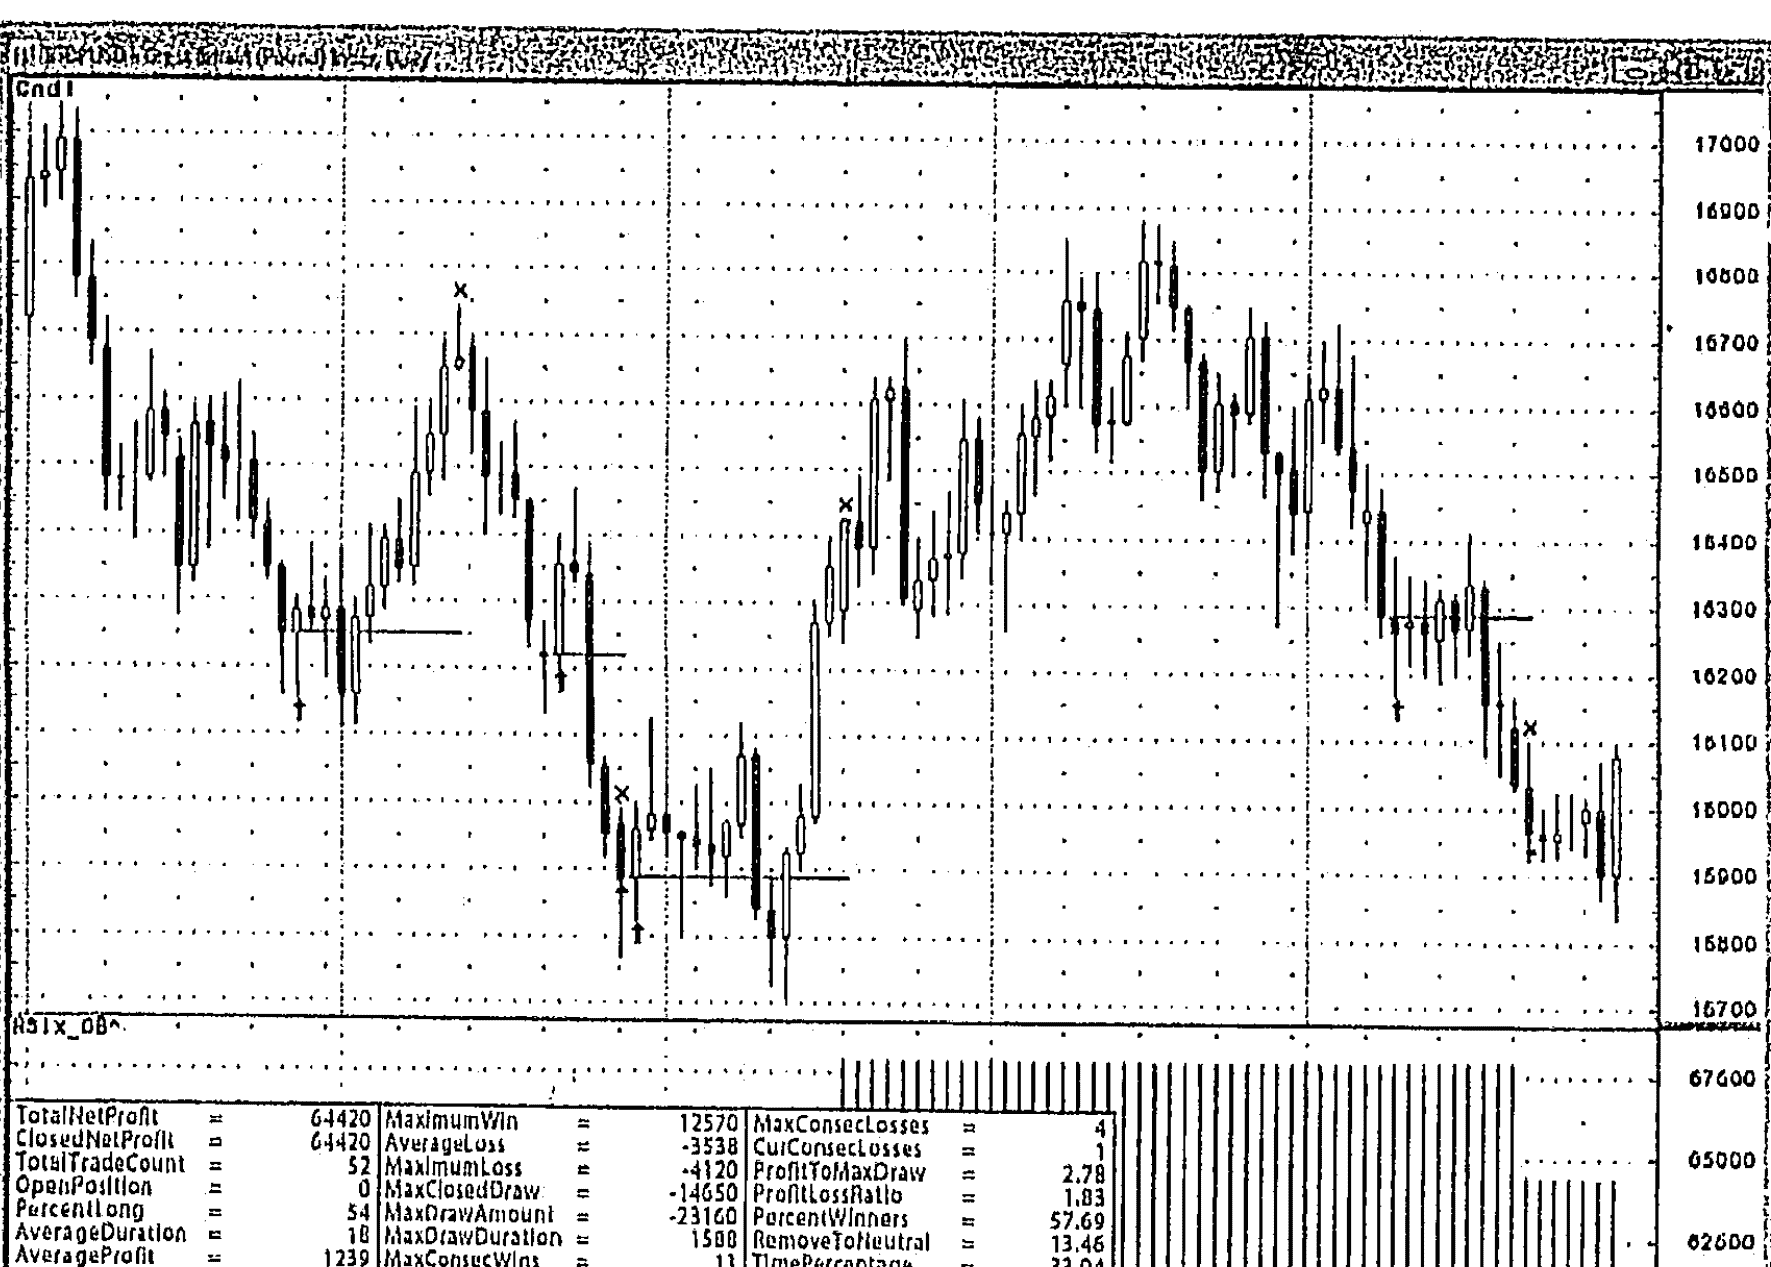 Cnd1
17000
16900
16800
16700
16600
16500
16400
16300
16200
16100
16000
15900
15800
15700
RSIx_OB^
67600
65000
62600
TotalNetProfit = 64420 MaximumWin = 12570 MaxConsecLosses = 4
ClosedNetProfit = 64420 AverageLoss = -3538 CurConsecLosses = 1
TotalTradeCount = 52 MaximumLoss = -4120 ProfitToMaxDraw = 2.78
OpenPosition = 0 MaxClosedDraw = -14650 ProfitLossRatio = 1.83
PercentLong = 54 MaxDrawAmount = -23160 PercentWinners = 57.69
AverageDuration = 18 MaxDrawDuration = 1588 RemoveToNeutral = 13.46
AverageProfit = 1239 MaxConsecWins = 11 TimePercentage =